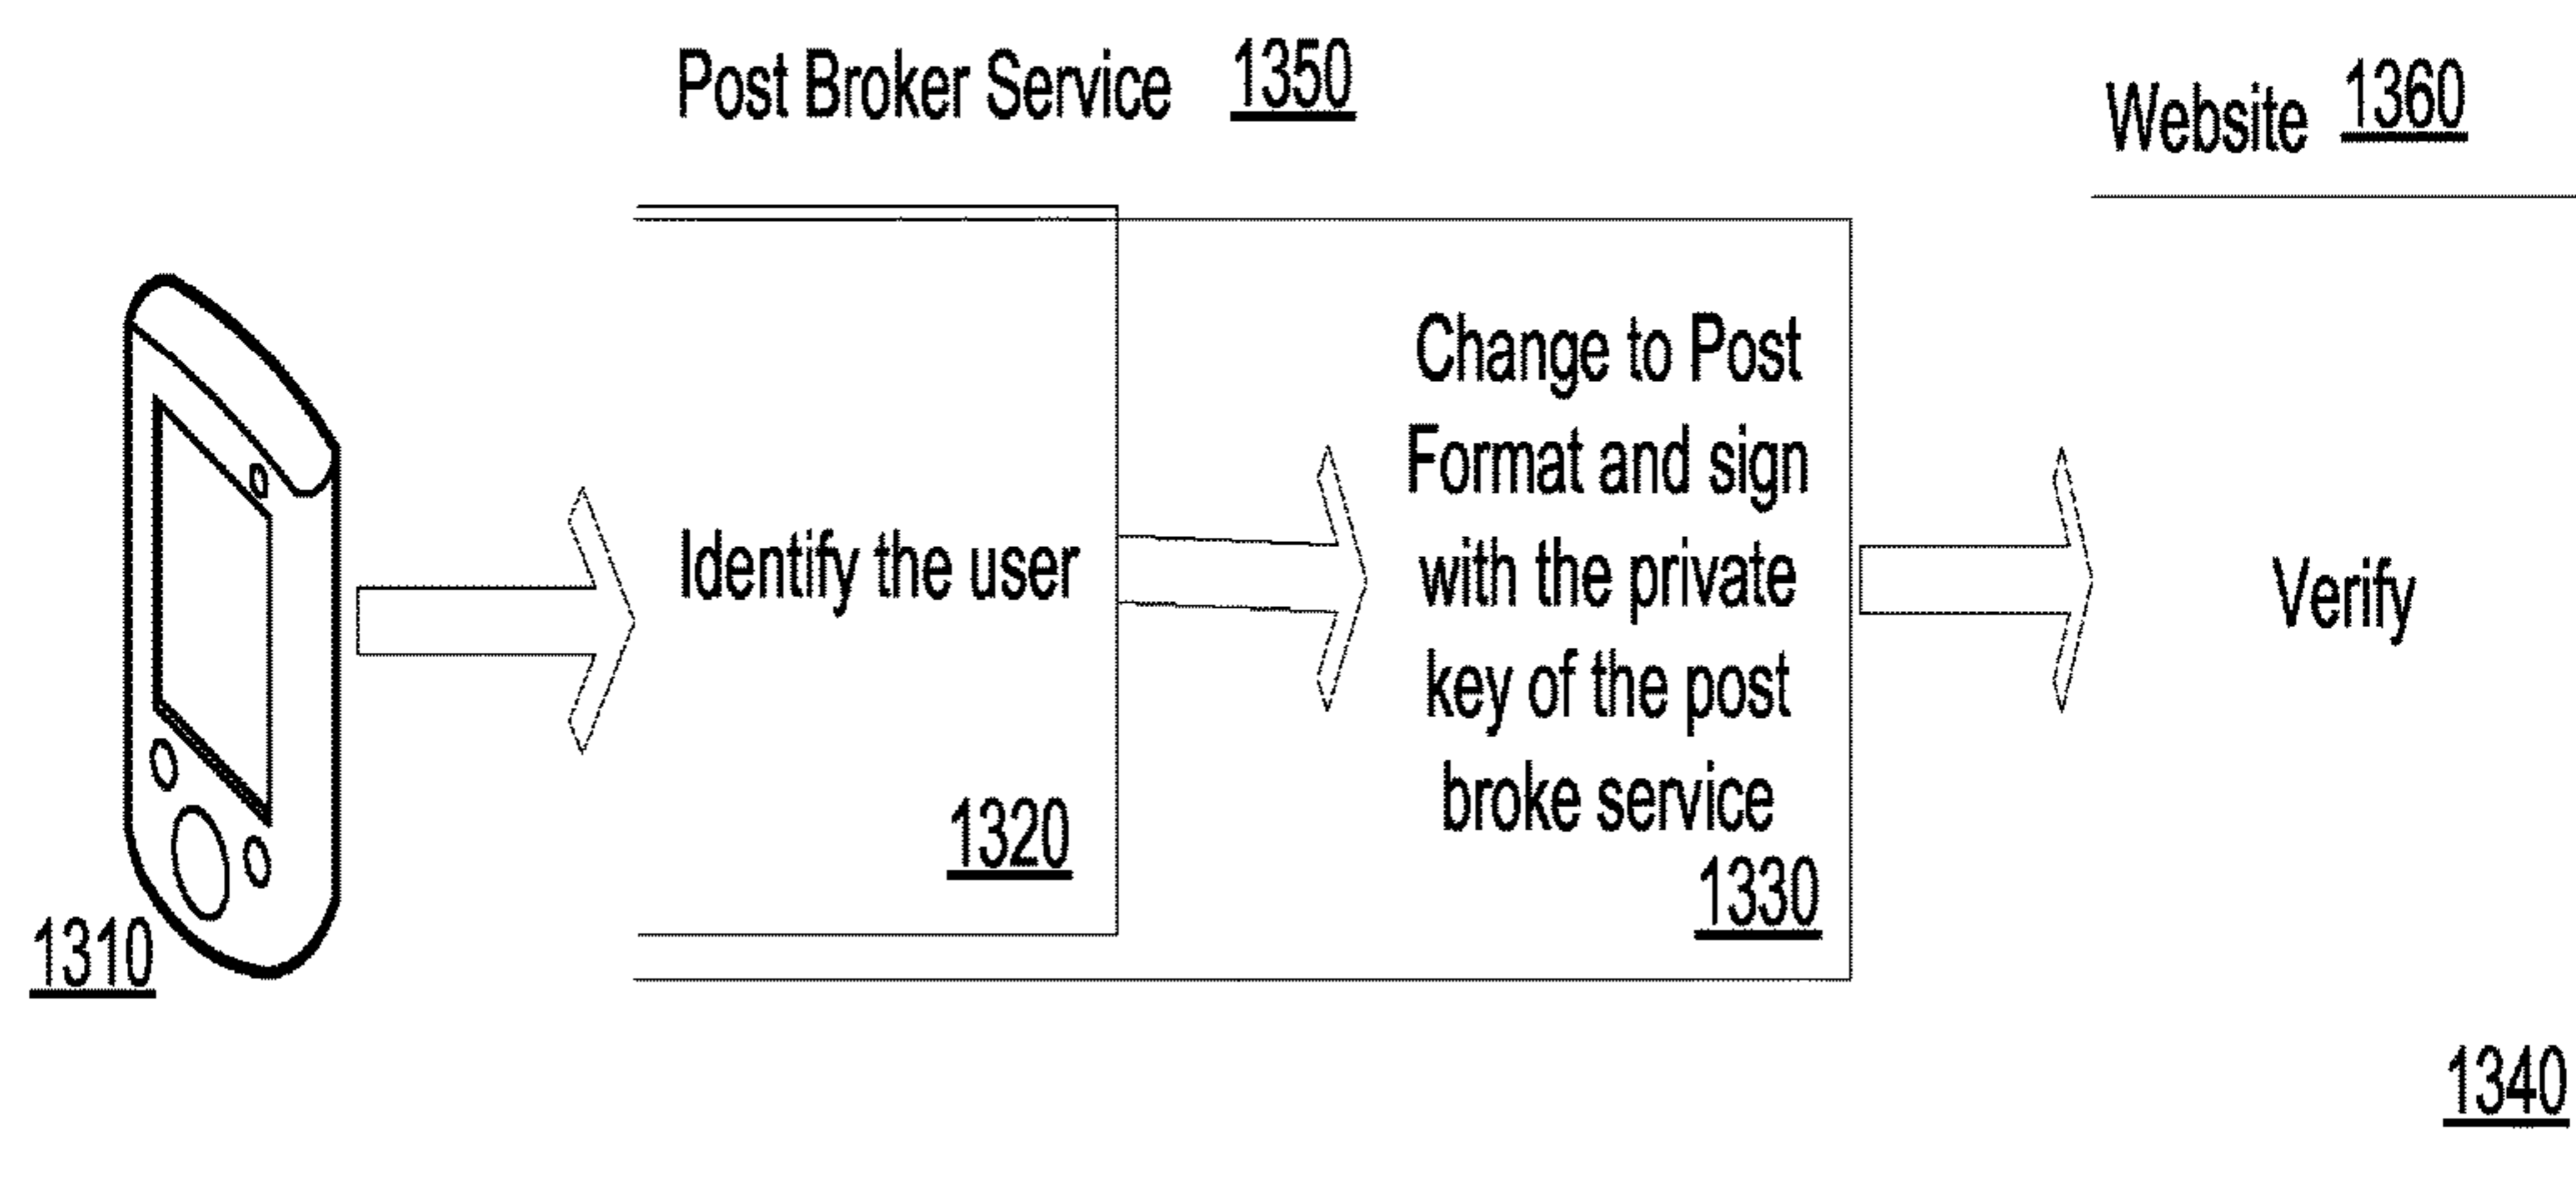 Post Broker Service 1350
Website 1360
Identify the user
1320
Change to Post
Format and sign
with the private
key of the post
broke service
1330
Verify
1310
1340